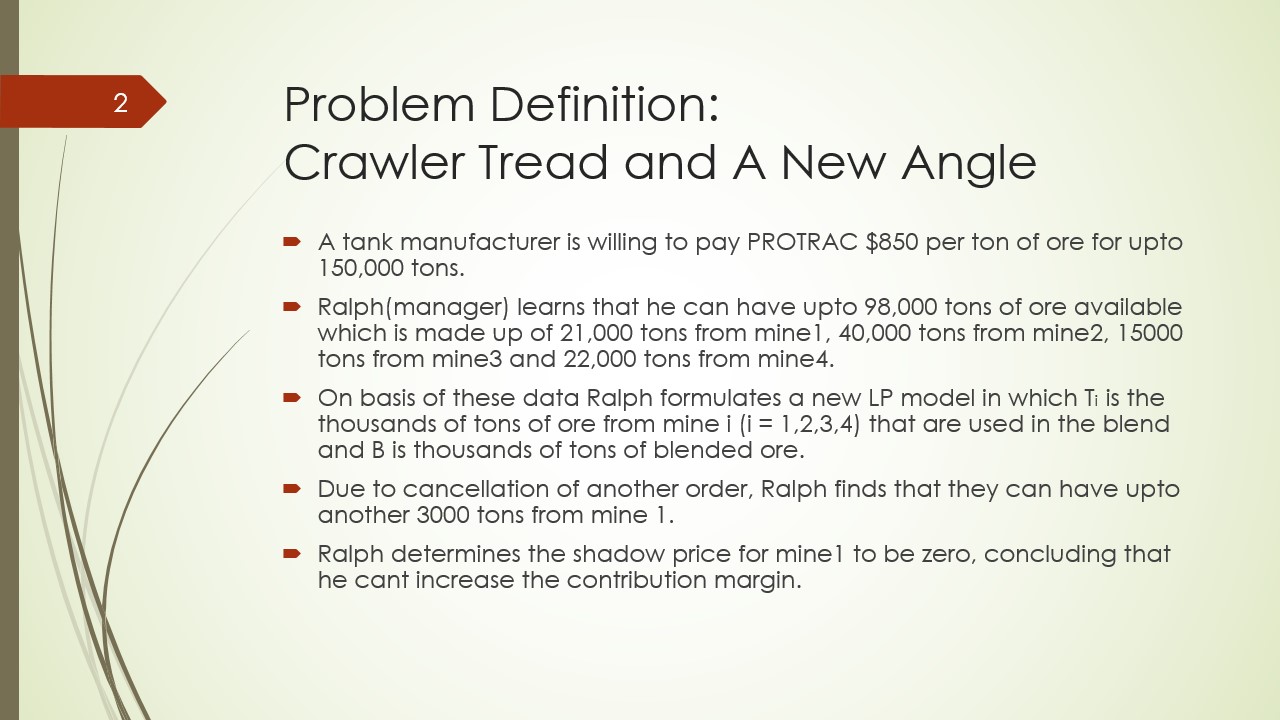 2
Problem Definition:
Crawler Tread and A New Angle
A tank manufacturer is willing to pay PROTRAC $850 per ton of ore for upto
150,000 tons.
Ralph(manager) learns that he can have upto 98,000 tons of ore available
which is made up of 21,000 tons from mine1, 40,000 tons from mine2, 15000
tons from mine3 and 22,000 tons from mine4.
On basis of these data Ralph formulates a new LP model in which Tᵢ is the
thousands of tons of ore from mine i (i = 1,2,3,4) that are used in the blend
and B is thousands of tons of blended ore.
Due to cancellation of another order, Ralph finds that they can have upto
another 3000 tons from mine 1.
Ralph determines the shadow price for mine1 to be zero, concluding that
he cant increase the contribution margin.